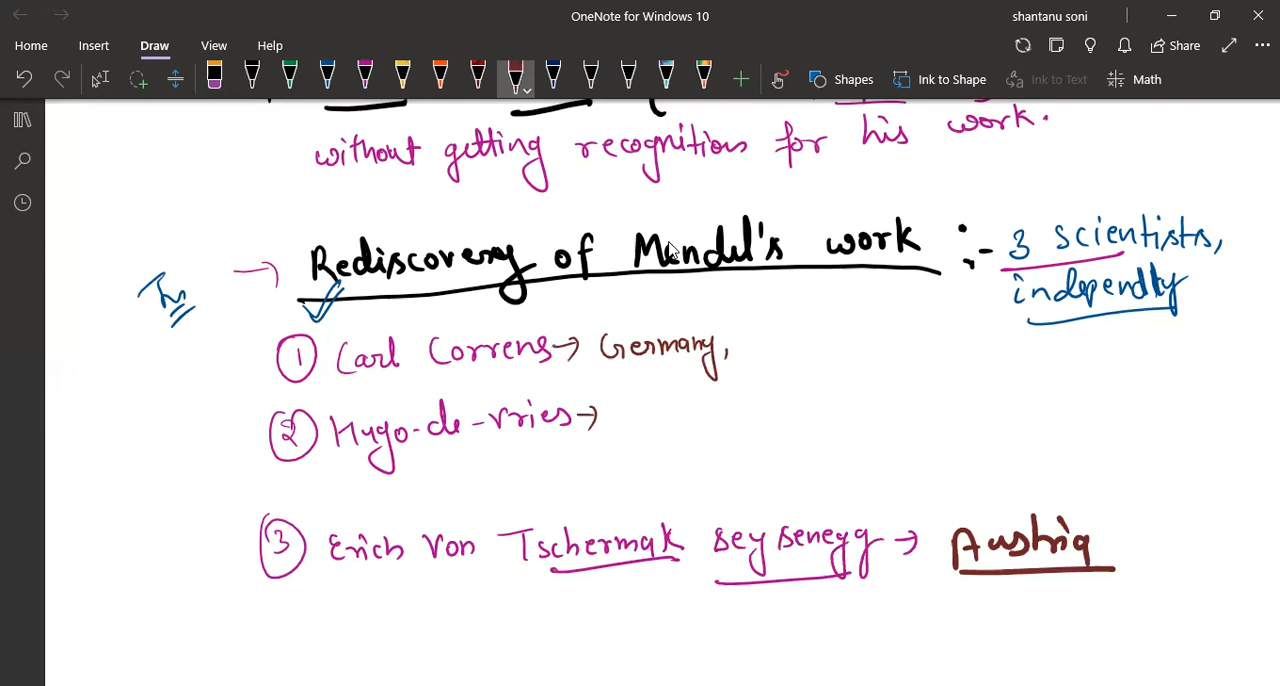 OneNote for Windows 10
shantanu soni
Home Insert Draw View Help
Share
Shapes Ink to Shape Ink to Text Math
without getting recognition for his work.
→ Rediscovery of Mendel's work :- 3 scientists,
independtly
① Carl Correns → Germany,
② Hugo-de-vries →
③ Erich Von Tschermak seysenegg → Austria